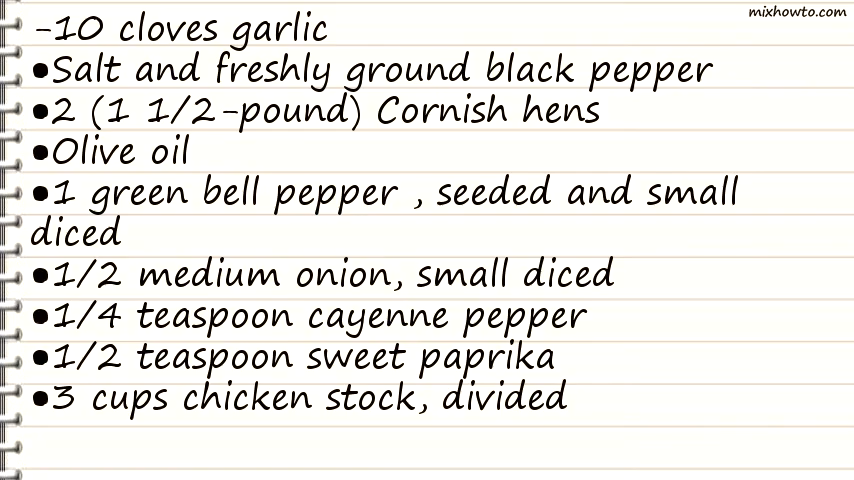 mixhowto.com
-10 cloves garlic
•Salt and freshly ground black pepper
•2 (1 1/2-pound) Cornish hens
•Olive oil
•1 green bell pepper , seeded and small
diced
•1/2 medium onion, small diced
•1/4 teaspoon cayenne pepper
•1/2 teaspoon sweet paprika
•3 cups chicken stock, divided